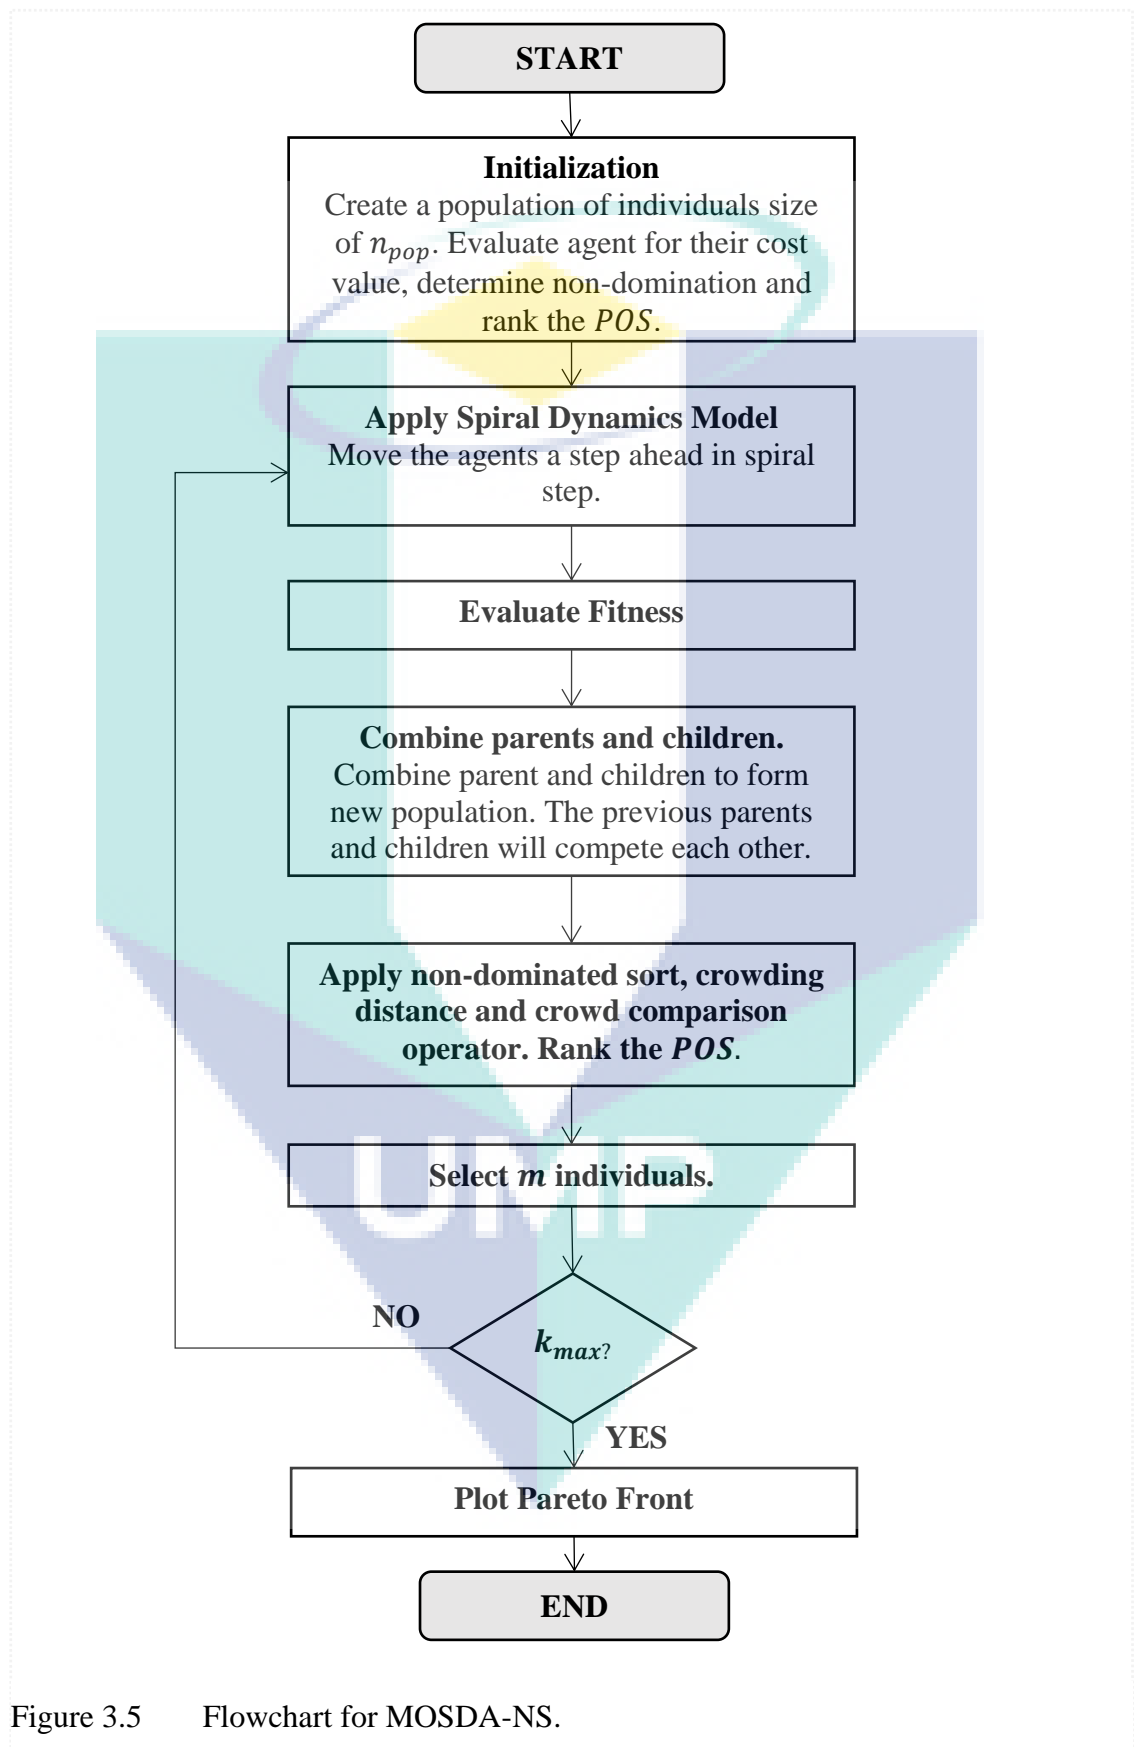 START
Initialization
Create a population of individuals size
of n_pop. Evaluate agent for their cost
value, determine non-domination and
rank the POS.
Apply Spiral Dynamics Model
Move the agents a step ahead in spiral
step.
Evaluate Fitness
Combine parents and children.
Combine parent and children to form
new population. The previous parents
and children will compete each other.
Apply non-dominated sort, crowding
distance and crowd comparison
operator. Rank the POS.
UMP
Select m individuals.
NO
k_max?
YES
Plot Pareto Front
END
Figure 3.5 Flowchart for MOSDA-NS.